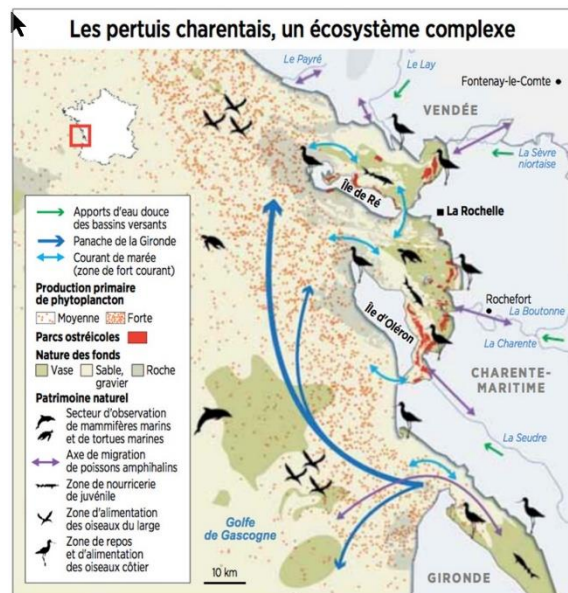 Les pertuis charentais, un écosystème complexe
Le Payré
Le Lay
Fontenay-le-Comte
VENDÉE
La Sèvre
niortaise
Île de Ré
La Rochelle
Rochefort
La Boutonne
Île d'Oléron
La Charente
CHARENTE-
MARITIME
La Seudre
Golfe
de Gascogne
10 km
GIRONDE
Apports d'eau douce
des bassins versants
Panache de la Gironde
Courant de marée
(zone de fort courant)
Production primaire
de phytoplancton
Moyenne
Forte
Parcs ostréicoles
Nature des fonds
Vase
Sable,
gravier
Roche
Patrimoine naturel
Secteur d'observation
de mammifères marins
et de tortues marines
Axe de migration
de poissons amphihalins
Zone de nourricerie
de juvénile
Zone d'alimentation
des oiseaux du large
Zone de repos
et d'alimentation
des oiseaux côtier